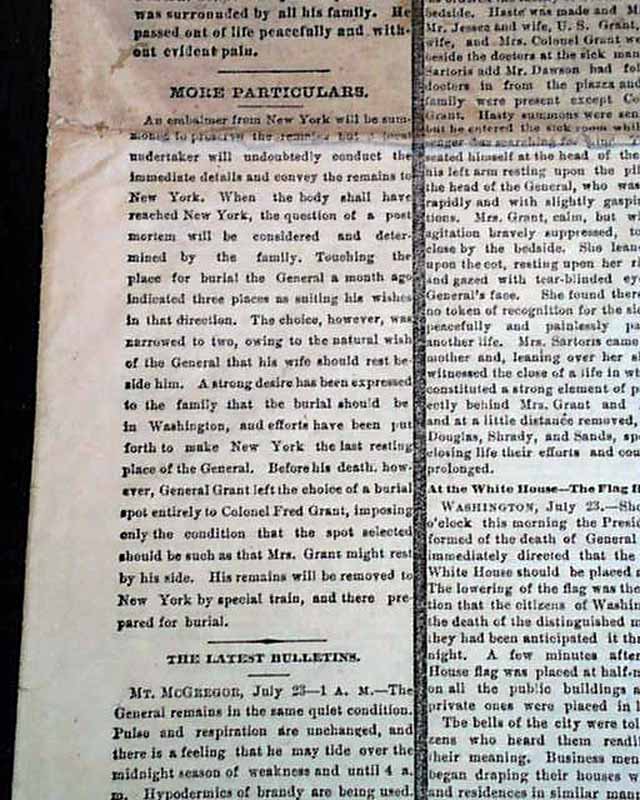 was surrounded by all his family. He
passed out of life peacefully and with-
out evident pain.
MORE PARTICULARS.
An embalmer from New York will be sum-
moned to preserve the remains but a local
undertaker will undoubtedly conduct the
immediate details and convey the remains to
New York. When the body shall have
reached New York, the question of a post
mortem will be considered and deter-
mined by the family. Touching the
place for burial the General a month ago
indicated three places as suiting his wishes
in that direction. The choice, however, was
narrowed to two, owing to the natural wish
of the General that his wife should rest be-
side him. A strong desire has been expressed
to the family that the burial should be
in Washington, and efforts have been put
forth to make New York the last resting
place of the General. Before his death, how-
ever, General Grant left the choice of a burial
spot entirely to Colonel Fred Grant, imposing
only the condition that the spot selected
should be such as that Mrs. Grant might rest
by his side. His remains will be removed to
New York by special train, and there pre-
pared for burial.
THE LATEST BULLETINS.
MT. MCGREGOR, July 23—1 A. M.—The
General remains in the same quiet condition.
Pulse and respiration are unchanged, and
there is a feeling that he may tide over the
midnight season of weakness and until 4 a.
m. Hypodermics of brandy are being used.
bedside. Haste was made and M
Mr. Jesse and wife, U. S. Grant,
wife, and Mrs. Colonel Grant we
beside the doctors at the sick man
Sartoris add Mr. Dawson had fol
doctors in from the piazza and
family were present except Co
Grant. Hasty summons were sen
but he entered the sick room whil
seated himself at the head of the
his left arm resting upon the pil
the head of the General, who was
rapidly and with slightly gaspi
tions. Mrs. Grant, calm, but wi
agitation bravely suppressed, to
close by the bedside. She lean
upon the cot, resting upon her ri
and gazed with tear-blinded eye
General's face. She found there
no token of recognition for the si
peacefully and painlessly pa
another life. Mrs. Sartoris came
mother and, leaning over her s
witnessed the close of a life in wh
constituted a strong element of p
ectly behind Mrs. Grant and
and at a little distance removed,
Douglas, Shrady, and Sands, spe
closing life their efforts and cou
prolonged.
At the White House—The Flag H
WASHINGTON, July 23.—Sho
o'clock this morning the Presid
formed of the death of General
immediately directed that the
White House should be placed a
The lowering of the flag was the
tion that the citizens of Washin
the death of the distinguished m
they had been anticipated it thr
night. A few minutes after
House flag was placed at half-m
on all the public buildings a
private ones were placed in l
The bells of the city were tol
zens who heard them readil
their meaning. Business men
began draping their houses w
and residences in similar man